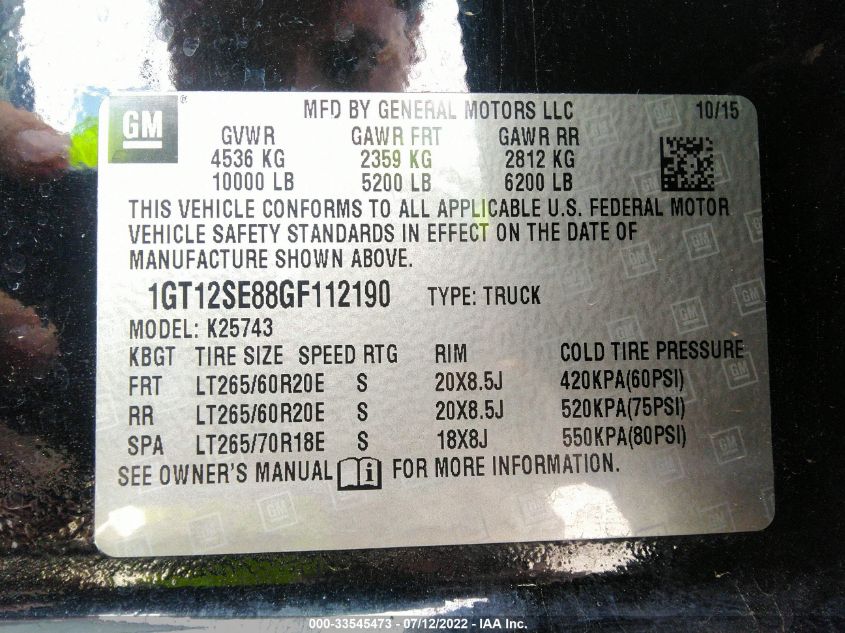 GM ®
MFD BY GENERAL MOTORS LLC 10/15
GVWR GAWR FRT GAWR RR
4536 KG 2359 KG 2812 KG
10000 LB 5200 LB 6200 LB
THIS VEHICLE CONFORMS TO ALL APPLICABLE U.S. FEDERAL MOTOR
VEHICLE SAFETY STANDARDS IN EFFECT ON THE DATE OF
MANUFACTURE SHOWN ABOVE.
1GT12SE88GF112190 TYPE: TRUCK
MODEL: K25743
KBGT TIRE SIZE SPEED RTG RIM COLD TIRE PRESSURE
FRT LT265/60R20E S 20X8.5J 420KPA(60PSI)
RR LT265/60R20E S 20X8.5J 520KPA(75PSI)
SPA LT265/70R18E S 18X8J 550KPA(80PSI)
SEE OWNER'S MANUAL i FOR MORE INFORMATION.
000-33545473 - 07/12/2022 - IAA Inc.